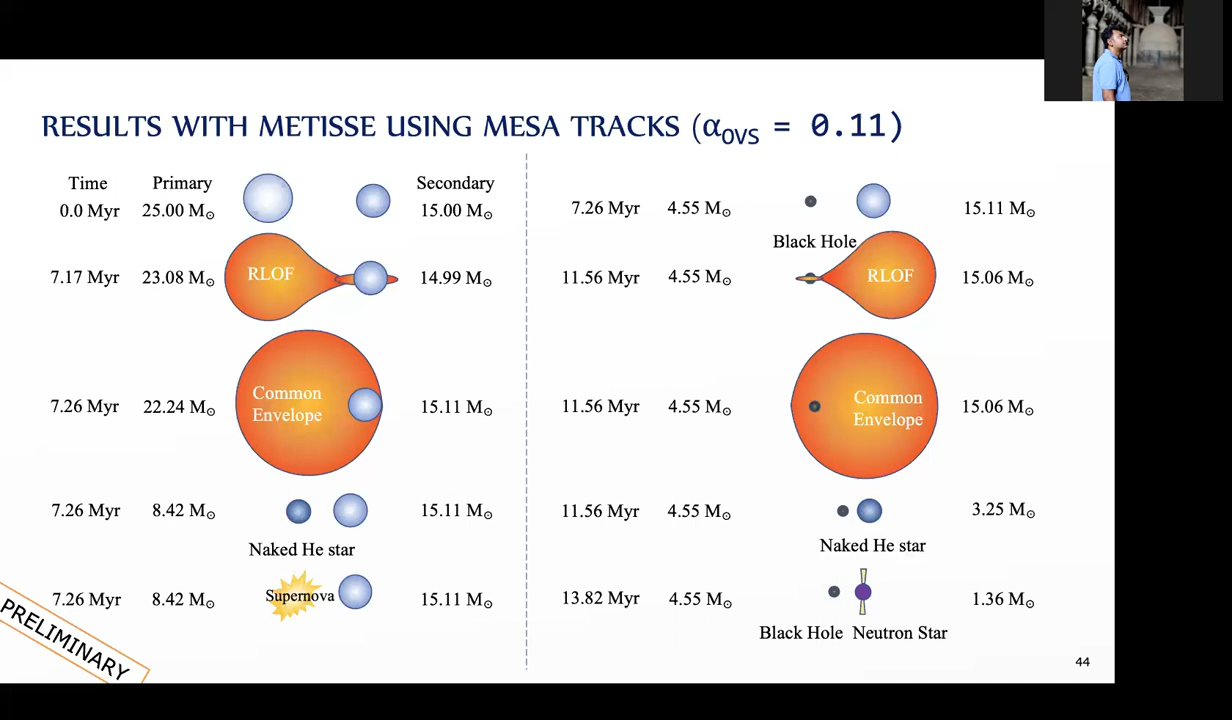 RESULTS WITH METISSE USING MESA TRACKS (αOVS = 0.11)
Time Primary Secondary
0.0 Myr 25.00 M⊙ 15.00 M⊙
7.17 Myr 23.08 M⊙ RLOF 14.99 M⊙
Common
7.26 Myr 22.24 M⊙ Envelope 15.11 M⊙
7.26 Myr 8.42 M⊙ 15.11 M⊙
Naked He star
7.26 Myr 8.42 M⊙ Supernova 15.11 M⊙
PRELIMINARY
7.26 Myr 4.55 M⊙ 15.11 M⊙
Black Hole
11.56 Myr 4.55 M⊙ RLOF 15.06 M⊙
Common
11.56 Myr 4.55 M⊙ Envelope 15.06 M⊙
11.56 Myr 4.55 M⊙ 3.25 M⊙
Naked He star
13.82 Myr 4.55 M⊙ 1.36 M⊙
Black Hole Neutron Star
44